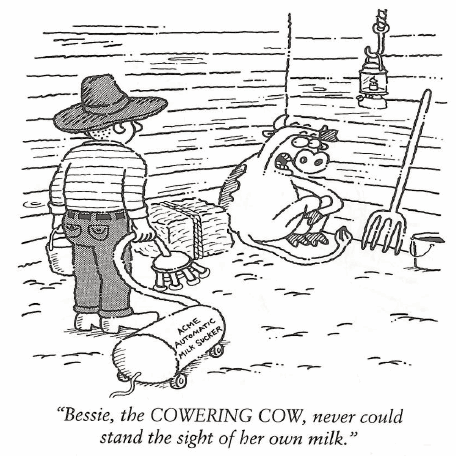 ACME
AUTOMATIC
MILK SUCKER
"Bessie, the COWERING COW, never could
stand the sight of her own milk."